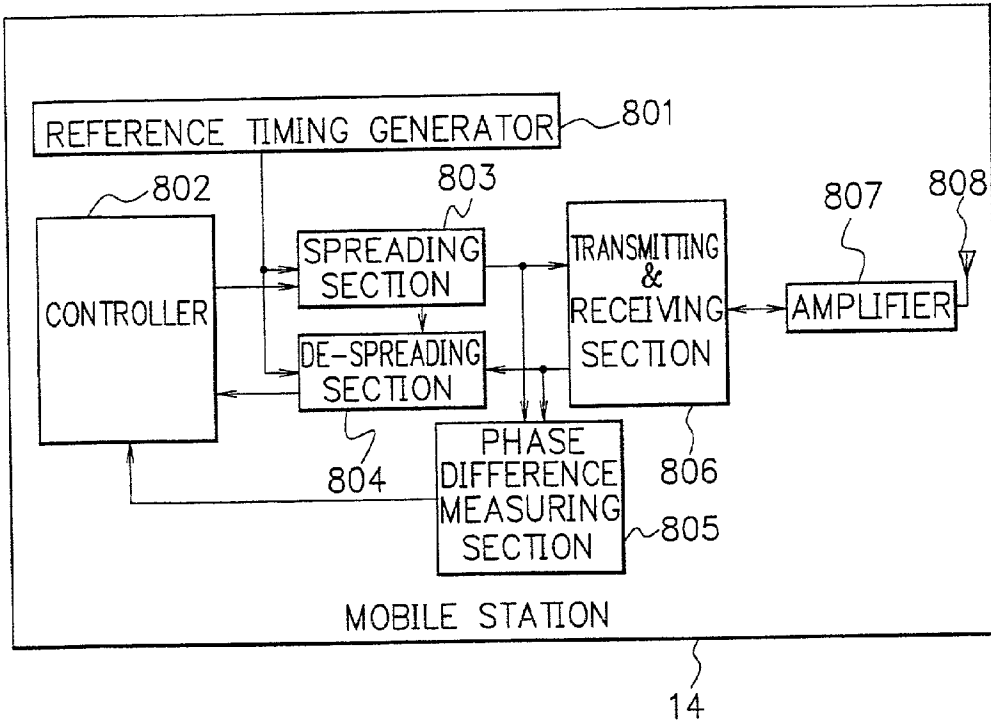 REFERENCE TIMING GENERATOR
801
802
803
SPREADING
SECTION
CONTROLLER
DE-SPREADING
SECTION
804
TRANSMITTING
&
RECEIVING
SECTION
806
807
808
AMPLIFIER
PHASE
DIFFERENCE
MEASURING
SECTION
805
MOBILE STATION
14